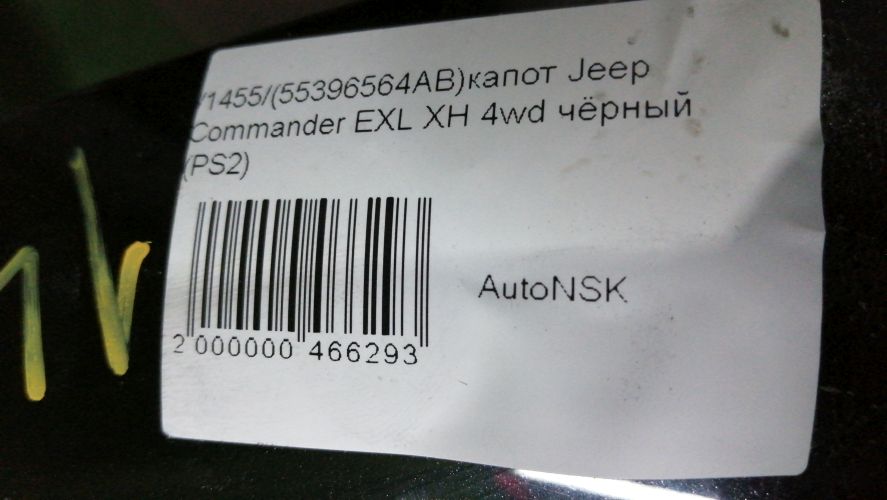 /1455/(55396564AB)капот Jeep
Commander EXL XH 4wd чёрный
(PS2)
AutoNSK
2 000000 466293